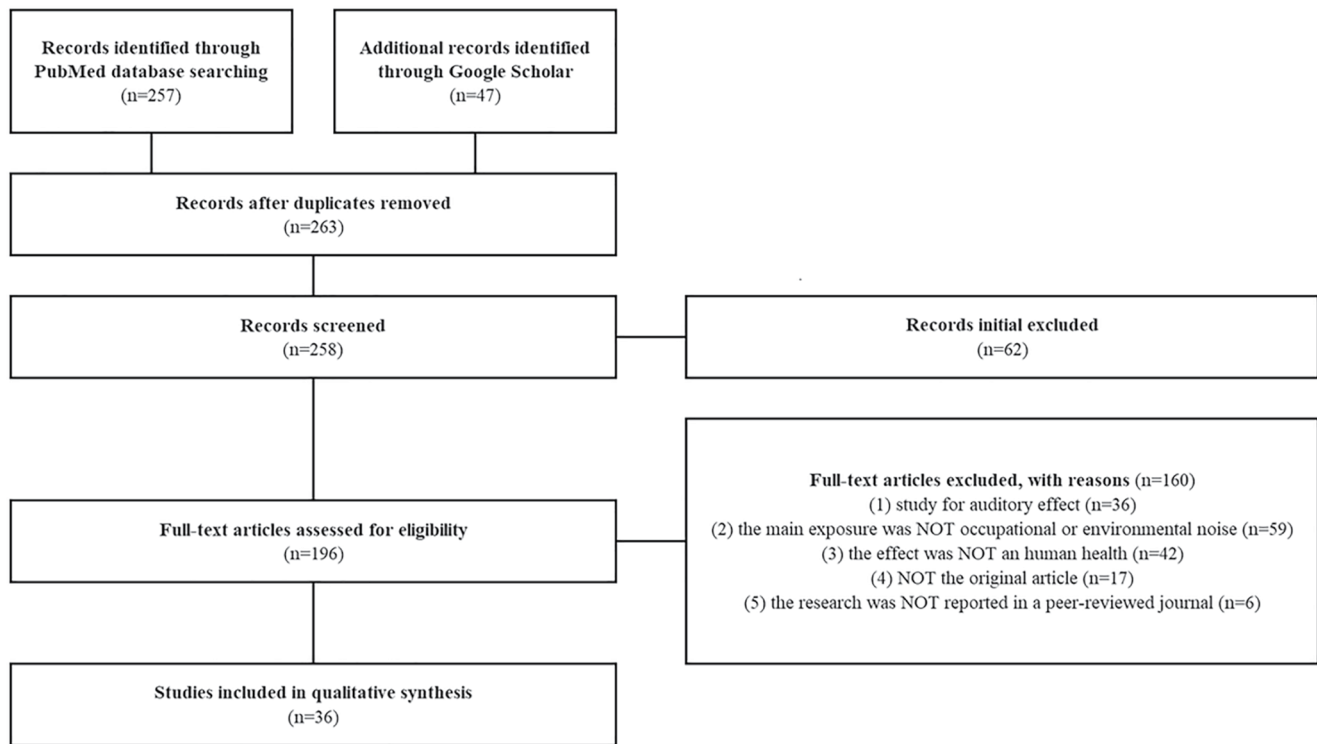 Records identified through
PubMed database searching
(n=257)
Additional records identified
through Google Scholar
(n=47)
Records after duplicates removed
(n=263)
Records screened
(n=258)
Records initial excluded
(n=62)
Full-text articles assessed for eligibility
(n=196)
Full-text articles excluded, with reasons (n=160)
(1) study for auditory effect (n=36)
(2) the main exposure was NOT occupational or environmental noise (n=59)
(3) the effect was NOT an human health (n=42)
(4) NOT the original article (n=17)
(5) the research was NOT reported in a peer-reviewed journal (n=6)
Studies included in qualitative synthesis
(n=36)